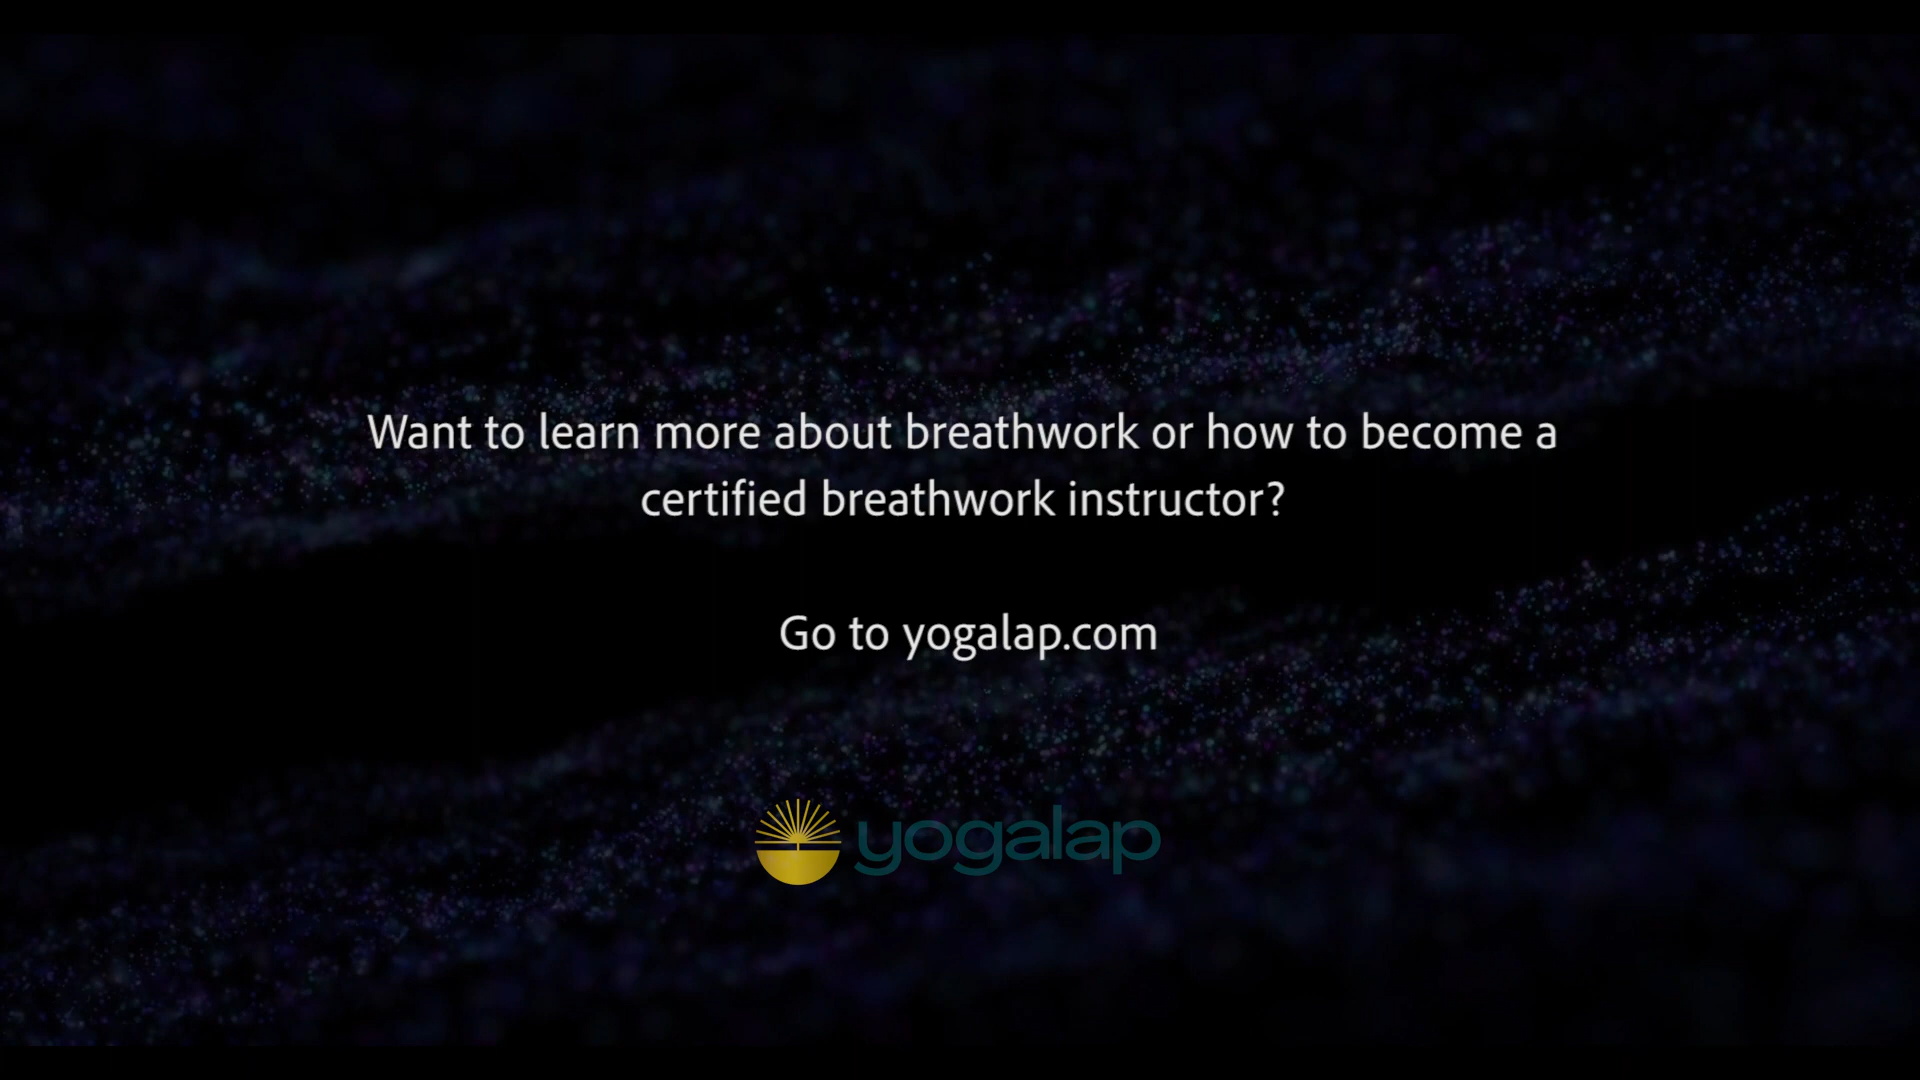 Want to learn more about breathwork or how to become a
certified breathwork instructor?
Go to yogalap.com
yogalap